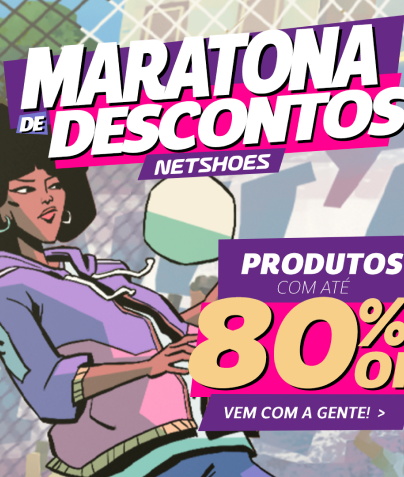 MARATONA
DE DESCONTOS
NETSHOES
PRODUTOS
COM ATÉ
80%
VEM COM A GENTE! >